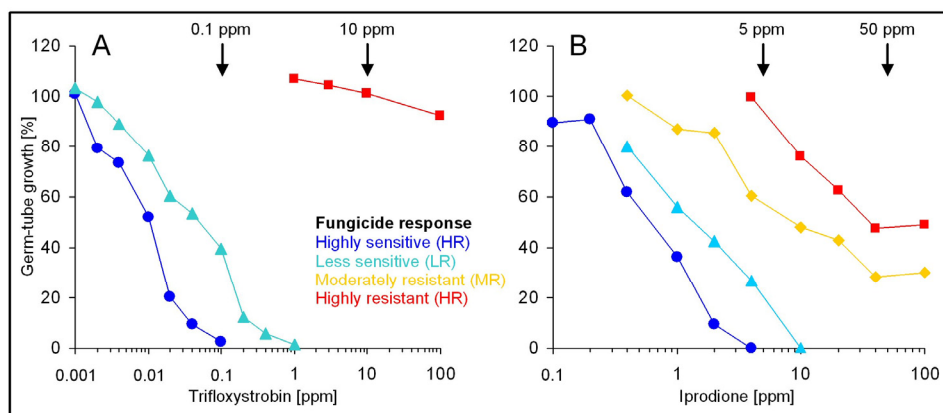 0.1 ppm
10 ppm
5 ppm
50 ppm
A
B
Germ-tube growth [%]
120
100
80
60
40
20
0
0.001
0.01
0.1
1
10
100
Trifloxystrobin [ppm]
Fungicide response
Highly sensitive (HR)
Less sensitive (LR)
Moderately resistant (MR)
Highly resistant (HR)
120
100
80
60
40
20
0
0.1
1
10
100
Iprodione [ppm]